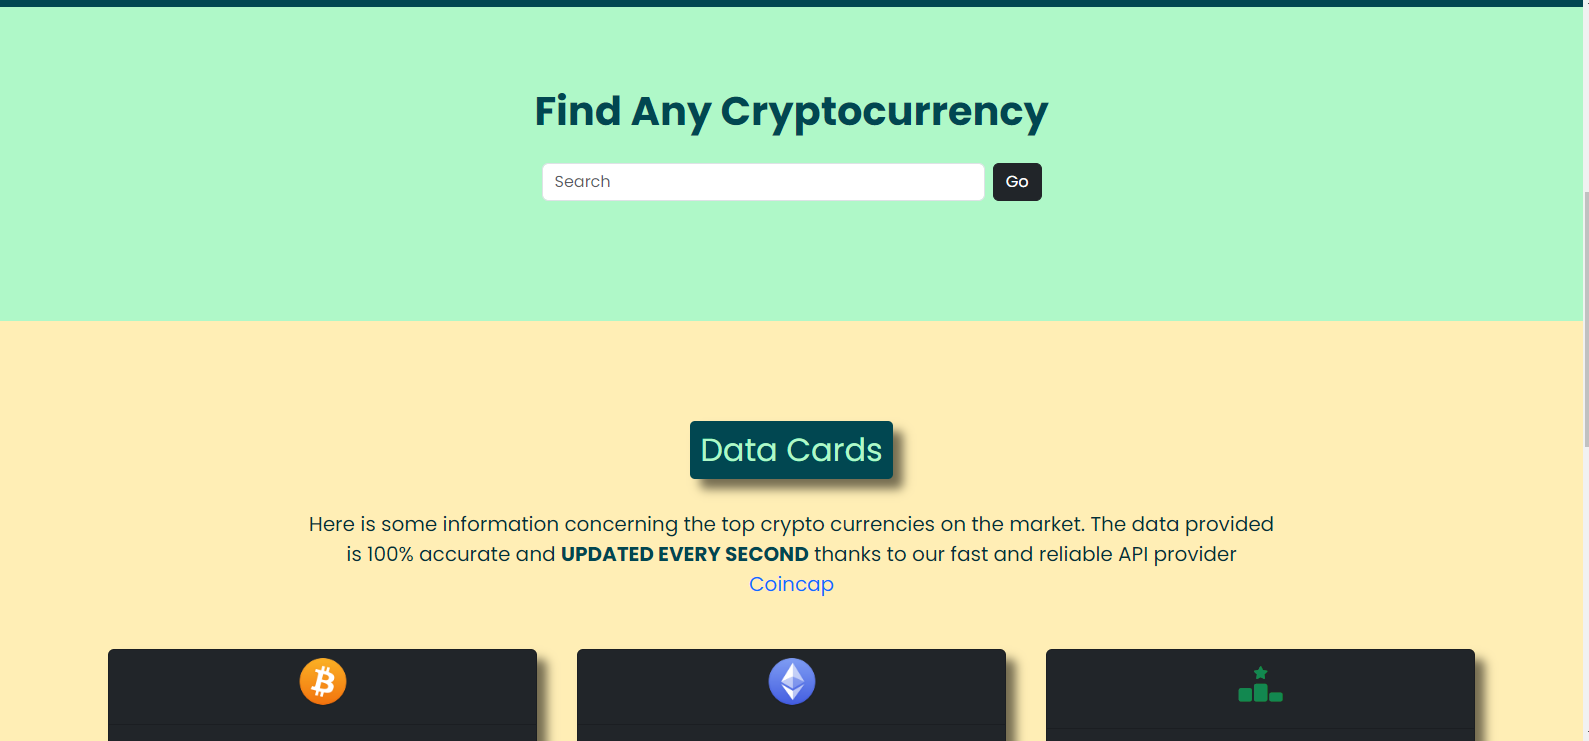 Find Any Cryptocurrency
Search
Go
Data Cards
Here is some information concerning the top crypto currencies on the market. The data provided
is 100% accurate and UPDATED EVERY SECOND thanks to our fast and reliable API provider
Coincap